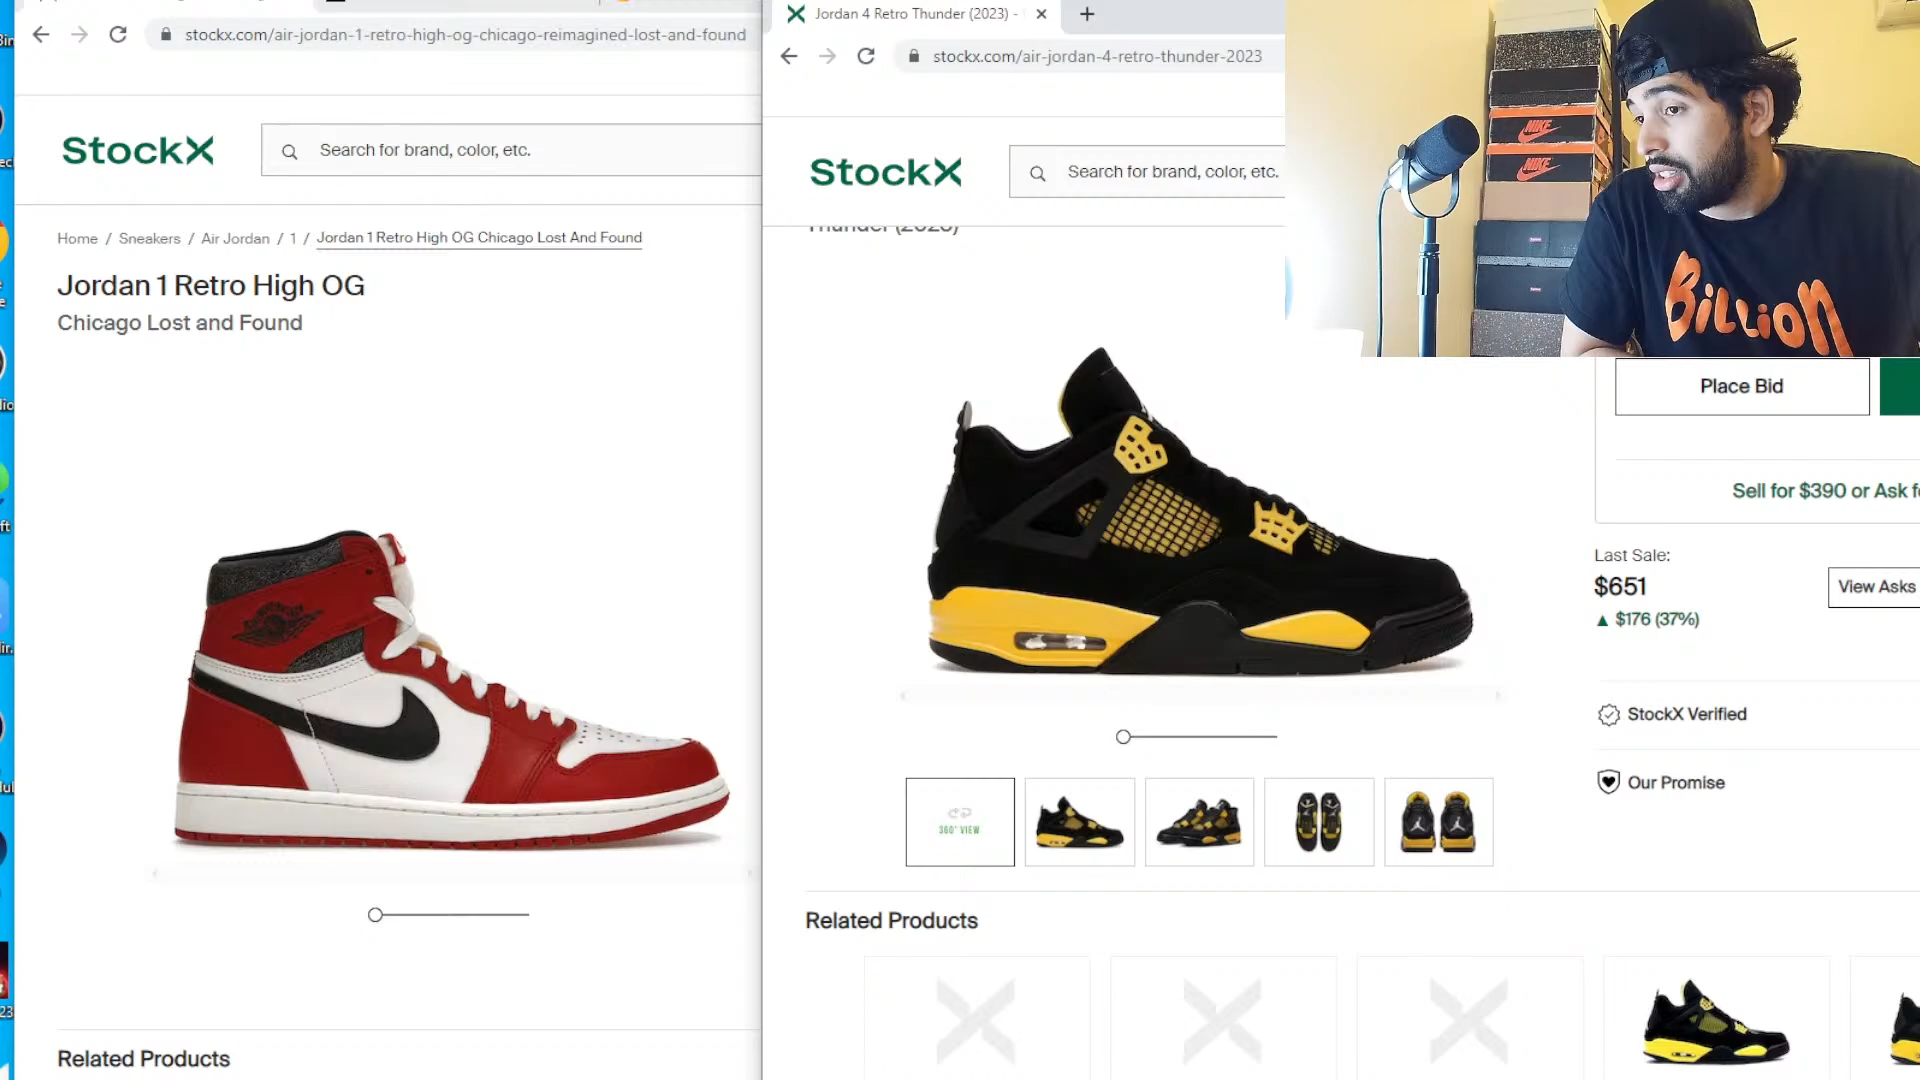 stockx.com/air-jordan-1-retro-high-og-chicago-reimagined-lost-and-found
StockX
Search for brand, color, etc.
Home / Sneakers / Air Jordan / 1 / Jordan 1 Retro High OG Chicago Lost And Found
Jordan 1 Retro High OG
Chicago Lost and Found
Related Products
Jordan 4 Retro Thunder (2023) -
stockx.com/air-jordan-4-retro-thunder-2023
StockX
Search for brand, color, etc.
Thunder (2023)
360° VIEW
Related Products
NIKE
NIKE
BiLLiON
Place Bid
Sell for $390 or Ask
Last Sale:
$651
View Asks
▲ $176 (37%)
StockX Verified
Our Promise